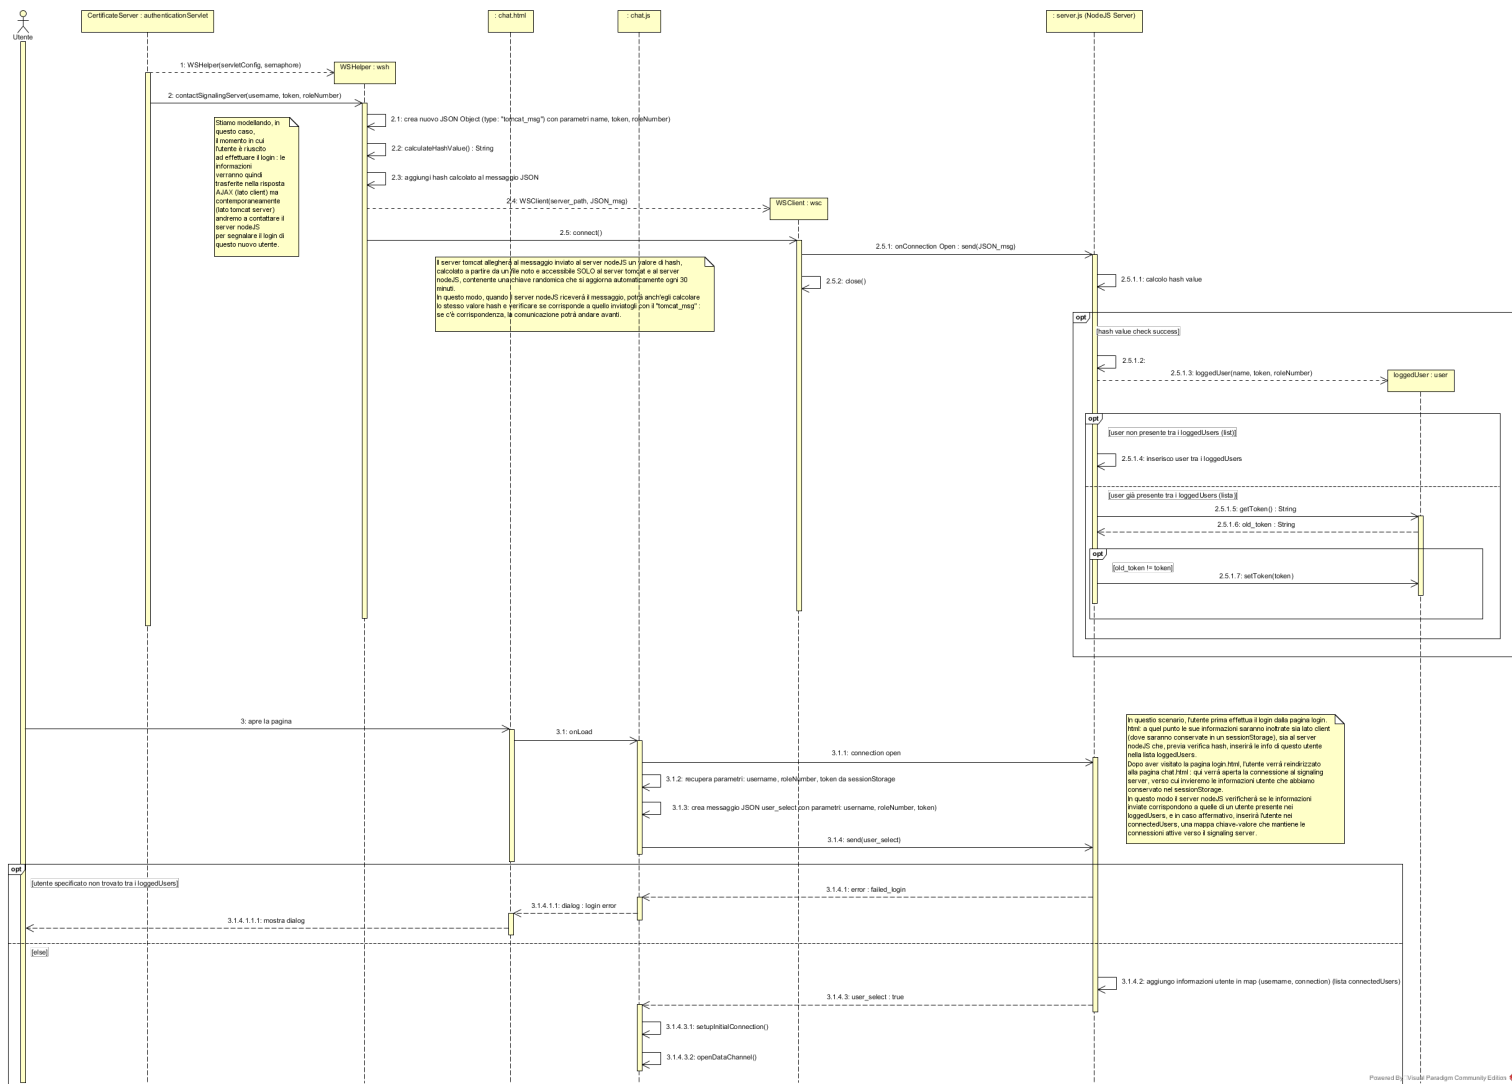 CertificateServer : authenticationServlet
: chat.html
: chat.js
: server.js (NodeJS Server)
Utente
1: WSHelper(servletConfig, semaphore)
WSHelper : wsh
2: contactSignalingServer(username, token, roleNumber)
2.1: crea nuovo JSON Object (type: "tomcat_msg") con parametri name, token, roleNumber)
Stiamo modellando, in
questo caso,
il momento in cui
l'utente è riuscito
ad effettuare il login : le
informazioni
verranno quindi
trasferite nella risposta
AJAX (lato client) ma
contemporaneamente
(lato tomcat server)
andremo a contattare il
server nodeJS
per segnalare il login di
questo nuovo utente.
2.2: calculateHashValue() : String
2.3: aggiungi hash calcolato al messaggio JSON
2.4: WSClient(server_path, JSON_msg)
WSClient : wsc
2.5: connect()
2.5.1: onConnection Open : send(JSON_msg)
Il server tomcat allegherà al messaggio inviato al server nodeJS un valore di hash,
calcolato a partire da un file noto e accessibile SOLO al server tomcat e al server
nodeJS, contenente una chiave randomica che si aggiorna automaticamente ogni 30
minuti.
In questo modo, quando il server nodeJS riceverà il messaggio, potrà anch'egli calcolare
lo stesso valore hash e verificare se corrisponde a quello inviatogli con il "tomcat_msg" :
se c'è corrispondenza, la comunicazione potrà andare avanti.
2.5.2: close()
2.5.1.1: calcolo hash value
opt
[hash value check success]
2.5.1.2:
2.5.1.3: loggedUser(name, token, roleNumber)
loggedUser : user
opt
[user non presente tra i loggedUsers (list)]
2.5.1.4: inserisco user tra i loggedUsers
[user già presente tra i loggedUsers (lista)]
2.5.1.5: getToken() : String
2.5.1.6: old_token : String
opt
[old_token != token]
2.5.1.7: setToken(token)
3: apre la pagina
3.1: onLoad
3.1.1: connection open
3.1.2: recupera parametri: username, roleNumber, token da sessionStorage
3.1.3: crea messaggio JSON user_select con parametri: username, roleNumber, token)
3.1.4: send(user_select)
In questio scenario, l'utente prima effettua il login dalla pagina login.
html: a quel punto le sue informazioni saranno inoltrate sia lato client
(dove saranno conservate in un sessionStorage), sia al server
nodeJS che, previa verifica hash, inserirà le info di questo utente
nella lista loggedUsers.
Dopo aver visitato la pagina login.html, l'utente verrà reindirizzato
alla pagina chat.html : qui verrà aperta la connessione al signaling
server, verso cui invieremo le informazioni utente che abbiamo
conservato nel sessionStorage.
In questo modo il server nodeJS verificherà se le informazioni
inviate corrispondono a quelle di un utente presente nei
loggedUsers, e in caso affermativo, inserirà l'utente nei
connectedUsers, una mappa chiave-valore che mantiene le
connessioni attive verso il signaling server.
opt
[utente specificato non trovato tra i loggedUsers]
3.1.4.1: error : failed_login
3.1.4.1.1: dialog : login error
3.1.4.1.1.1: mostra dialog
[else]
3.1.4.2: aggiungo informazioni utente in map (username, connection) (lista connectedUsers)
3.1.4.3: user_select : true
3.1.4.3.1: setupInitialConnection()
3.1.4.3.2: openDataChannel()
Powered By Visual Paradigm Community Edition